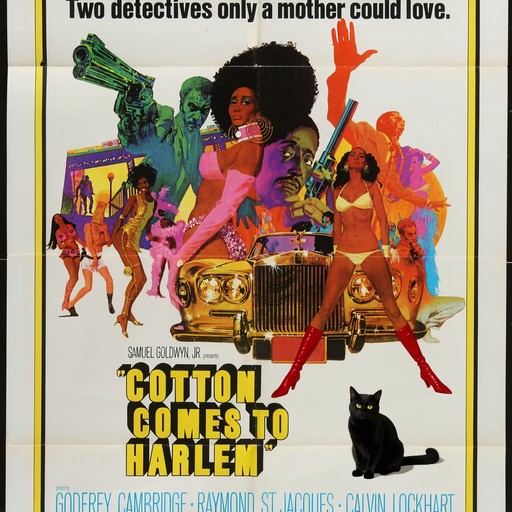 Two detectives only a mother could love.
SAMUEL GOLDWYN, JR. presents
"COTTON
COMES TO
HARLEM"
starring
GODFREY CAMBRIDGE • RAYMOND ST. JACQUES • CALVIN LOCKHART